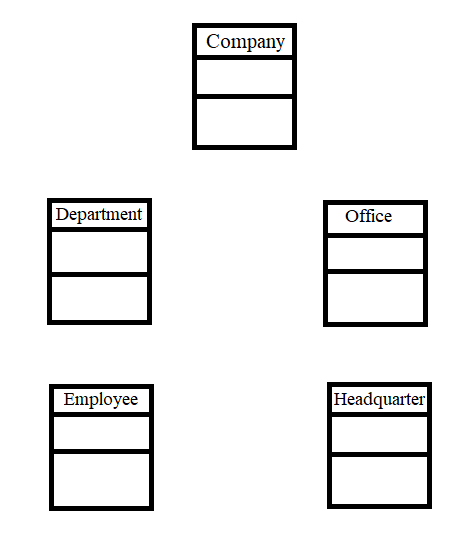 Company
Department
Office
Employee
Headquarter